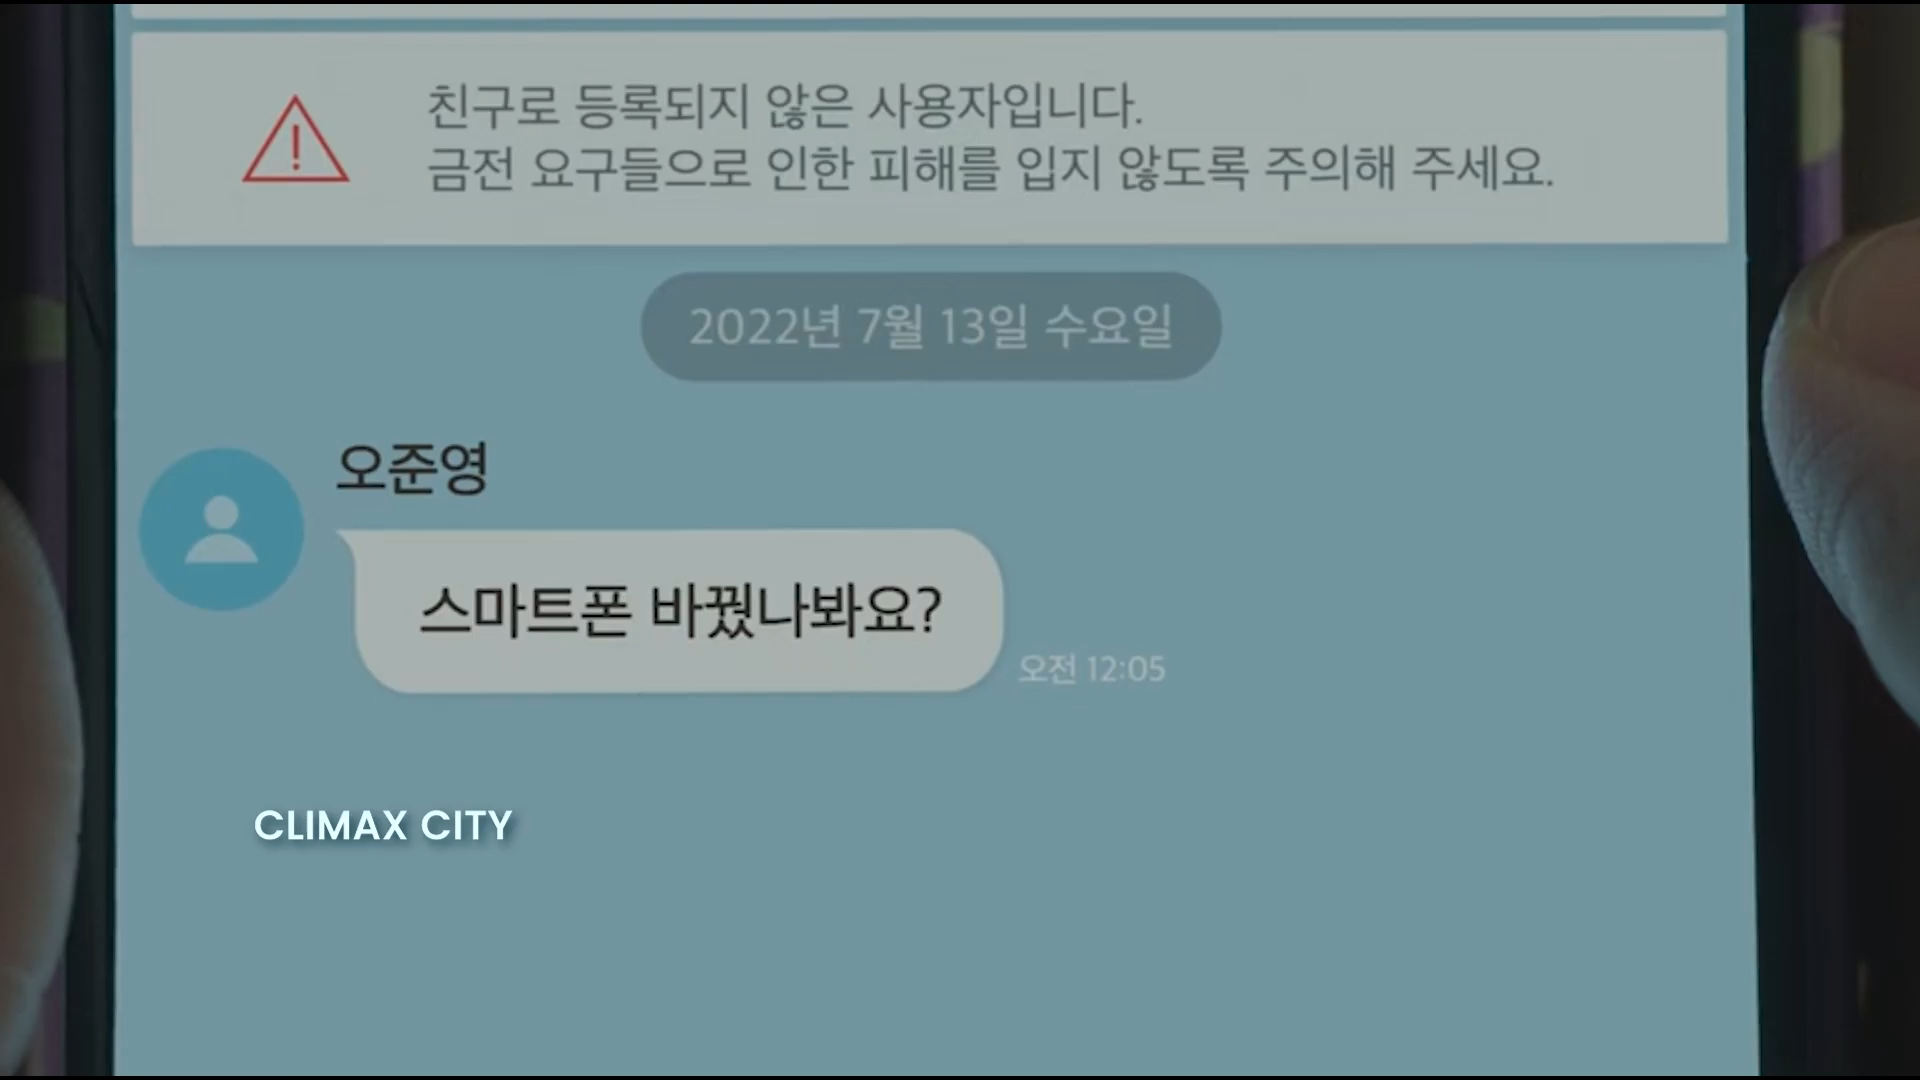 친구로 등록되지 않은 사용자입니다.
금전 요구들으로 인한 피해를 입지 않도록 주의해 주세요.
2022년 7월 13일 수요일
오준영
스마트폰 바꿨나봐요?
오전 12:05
CLIMAX CITY